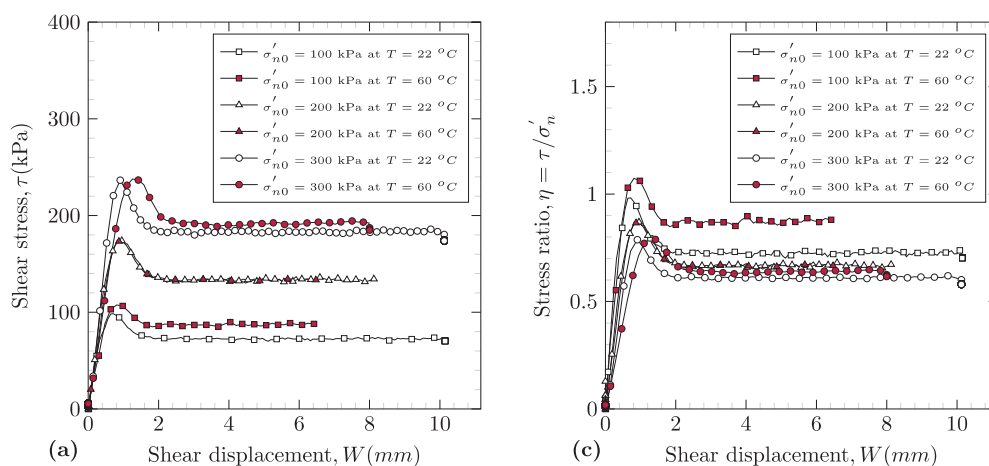 400
320
240
160
80
0
Shear stress, τ(kPa)
σ′n0 = 100 kPa at T = 22 °C
σ′n0 = 100 kPa at T = 60 °C
σ′n0 = 200 kPa at T = 22 °C
σ′n0 = 200 kPa at T = 60 °C
σ′n0 = 300 kPa at T = 22 °C
σ′n0 = 300 kPa at T = 60 °C
0 2 4 6 8 10
(a) Shear displacement, W(mm)
1.5
1
0.5
0
Stress ratio, η = τ/σ′n
σ′n0 = 100 kPa at T = 22 °C
σ′n0 = 100 kPa at T = 60 °C
σ′n0 = 200 kPa at T = 22 °C
σ′n0 = 200 kPa at T = 60 °C
σ′n0 = 300 kPa at T = 22 °C
σ′n0 = 300 kPa at T = 60 °C
0 2 4 6 8 10
(c) Shear displacement, W(mm)